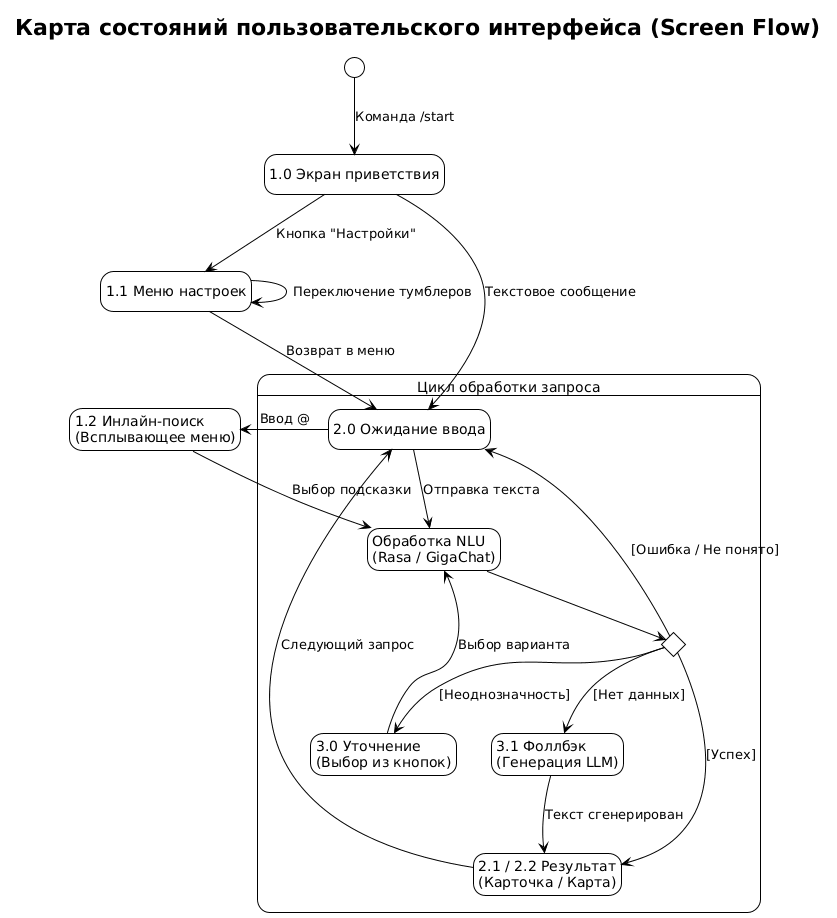 Карта состояний пользовательского интерфейса (Screen Flow)
Команда /start
1.0 Экран приветствия
Кнопка "Настройки"
1.1 Меню настроек
Переключение тумблеров
Текстовое сообщение
Возврат в меню
Цикл обработки запроса
1.2 Инлайн-поиск
(Всплывающее меню)
Ввод @
2.0 Ожидание ввода
Выбор подсказки
Отправка текста
Обработка NLU
(Rasa / GigaChat)
[Ошибка / Не понято]
Следующий запрос
Выбор варианта
[Неоднозначность]
[Нет данных]
3.0 Уточнение
(Выбор из кнопок)
3.1 Фоллбэк
(Генерация LLM)
[Успех]
Текст сгенерирован
2.1 / 2.2 Результат
(Карточка / Карта)